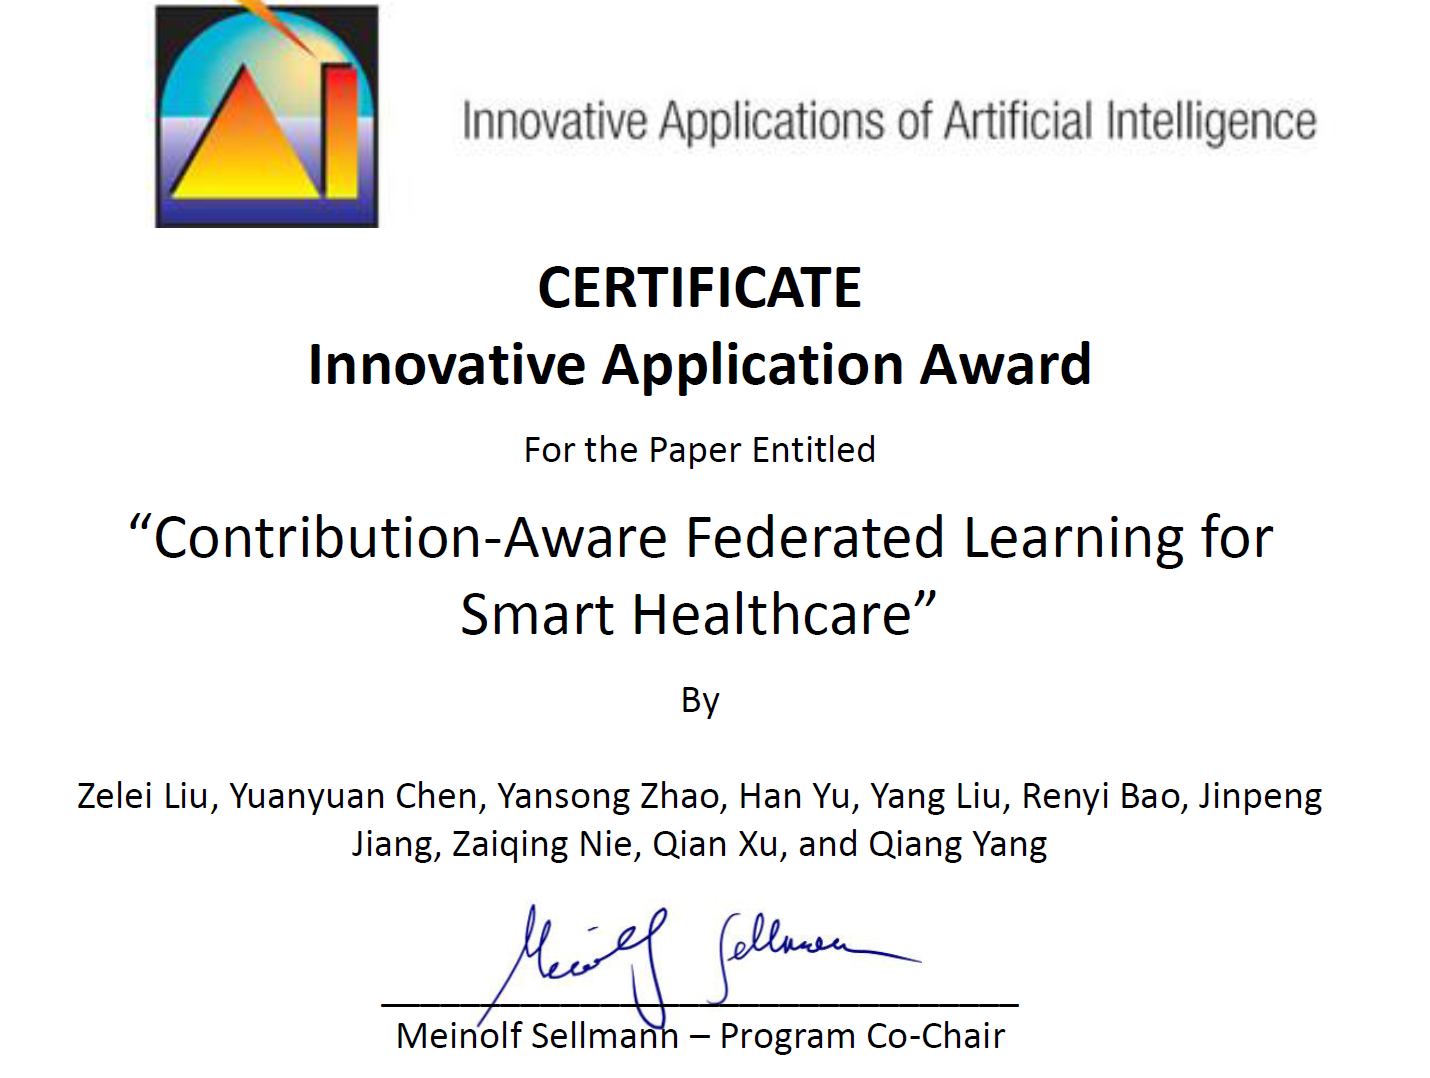 AI
Innovative Applications of Artificial Intelligence
CERTIFICATE
Innovative Application Award
For the Paper Entitled
“Contribution-Aware Federated Learning for
Smart Healthcare”
By
Zelei Liu, Yuanyuan Chen, Yansong Zhao, Han Yu, Yang Liu, Renyi Bao, Jinpeng
Jiang, Zaiqing Nie, Qian Xu, and Qiang Yang
Meinolf Sellmann
Meinolf Sellmann – Program Co-Chair